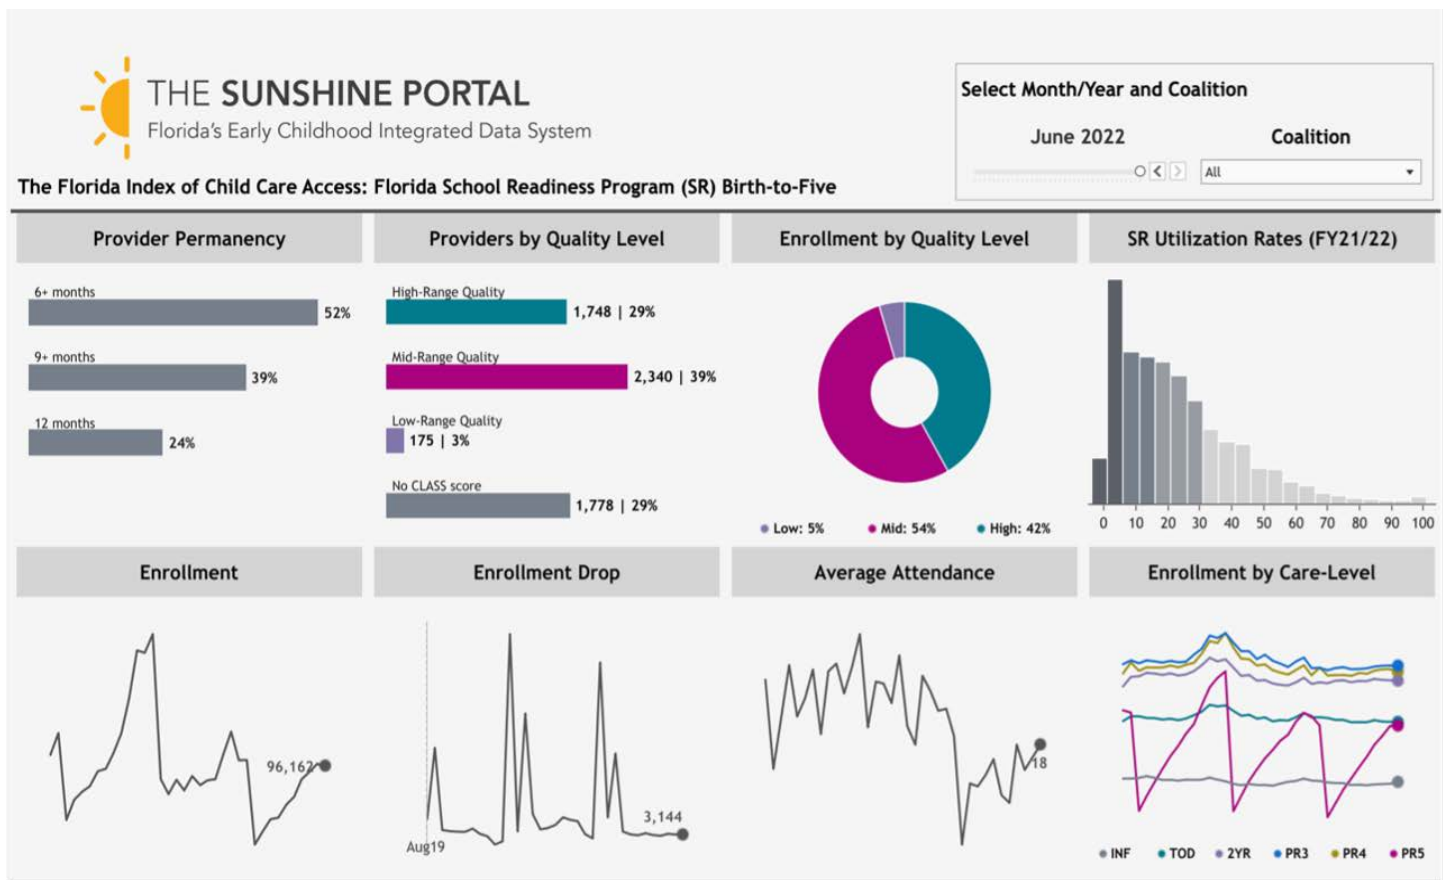 THE SUNSHINE PORTAL
Florida's Early Childhood Integrated Data System
Select Month/Year and Coalition
June 2022
Coalition
All
The Florida Index of Child Care Access: Florida School Readiness Program (SR) Birth-to-Five
Provider Permanency
6+ months
52%
9+ months
39%
12 months
24%
Providers by Quality Level
High-Range Quality
1,748 | 29%
Mid-Range Quality
2,340 | 39%
Low-Range Quality
175 | 3%
No CLASS score
1,778 | 29%
Enrollment by Quality Level
Low: 5% Mid: 54% High: 42%
SR Utilization Rates (FY21/22)
0 10 20 30 40 50 60 70 80 90 100
Enrollment
96,162
Enrollment Drop
3,144
Aug19
Average Attendance
18
Enrollment by Care-Level
INF TOD 2YR PR3 PR4 PR5